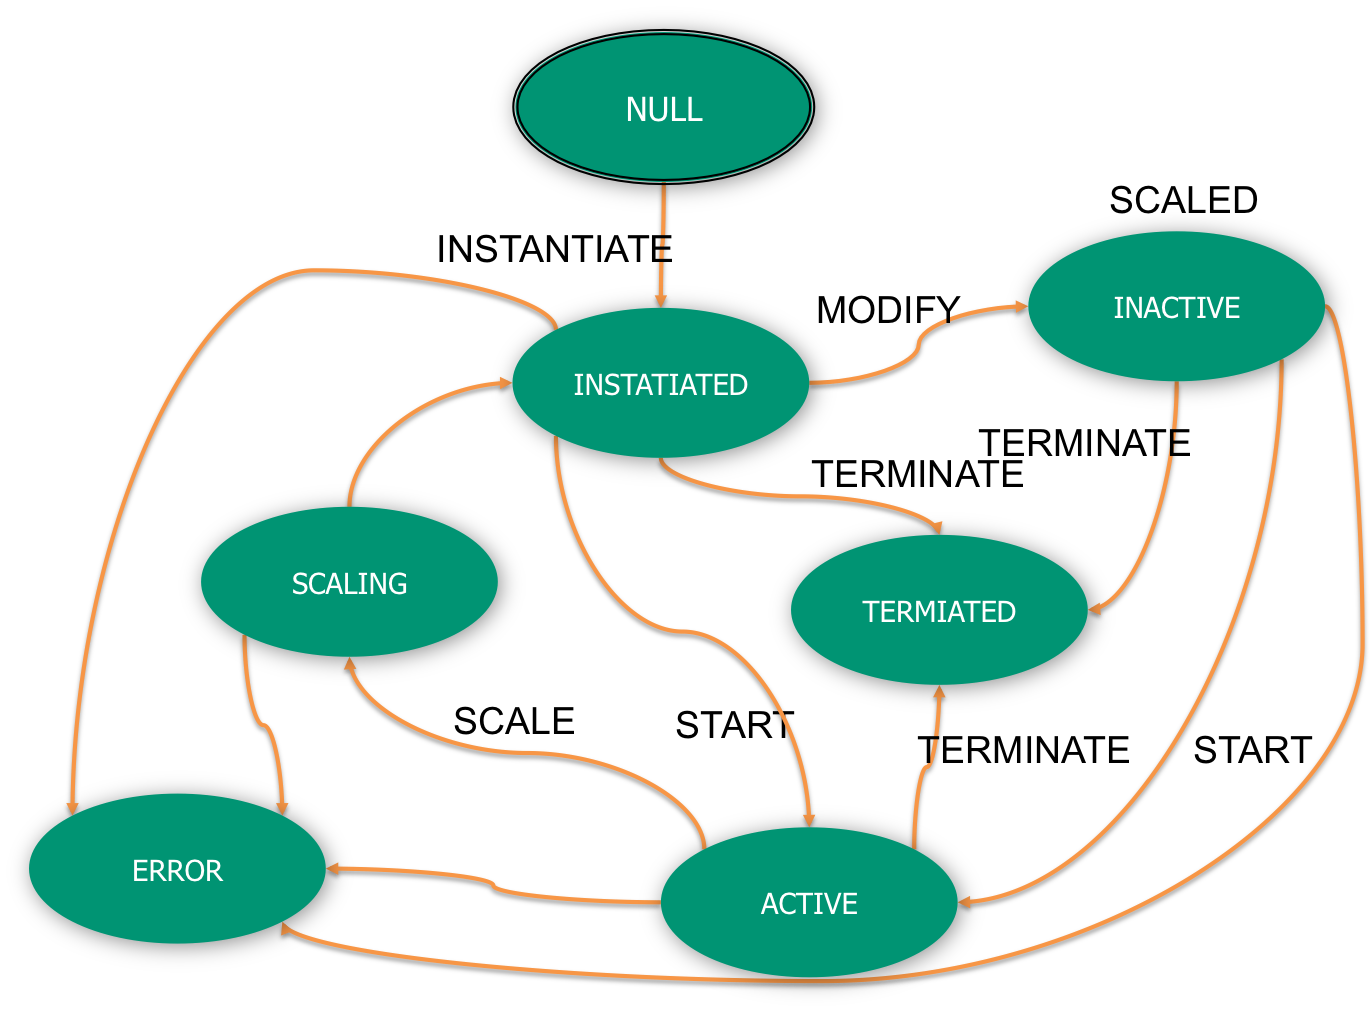 NULL
SCALED
INSTANTIATE
MODIFY
INACTIVE
INSTATIATED
TERMINATE
TERMINATE
SCALING
TERMIATED
SCALE
START
TERMINATE
START
ERROR
ACTIVE